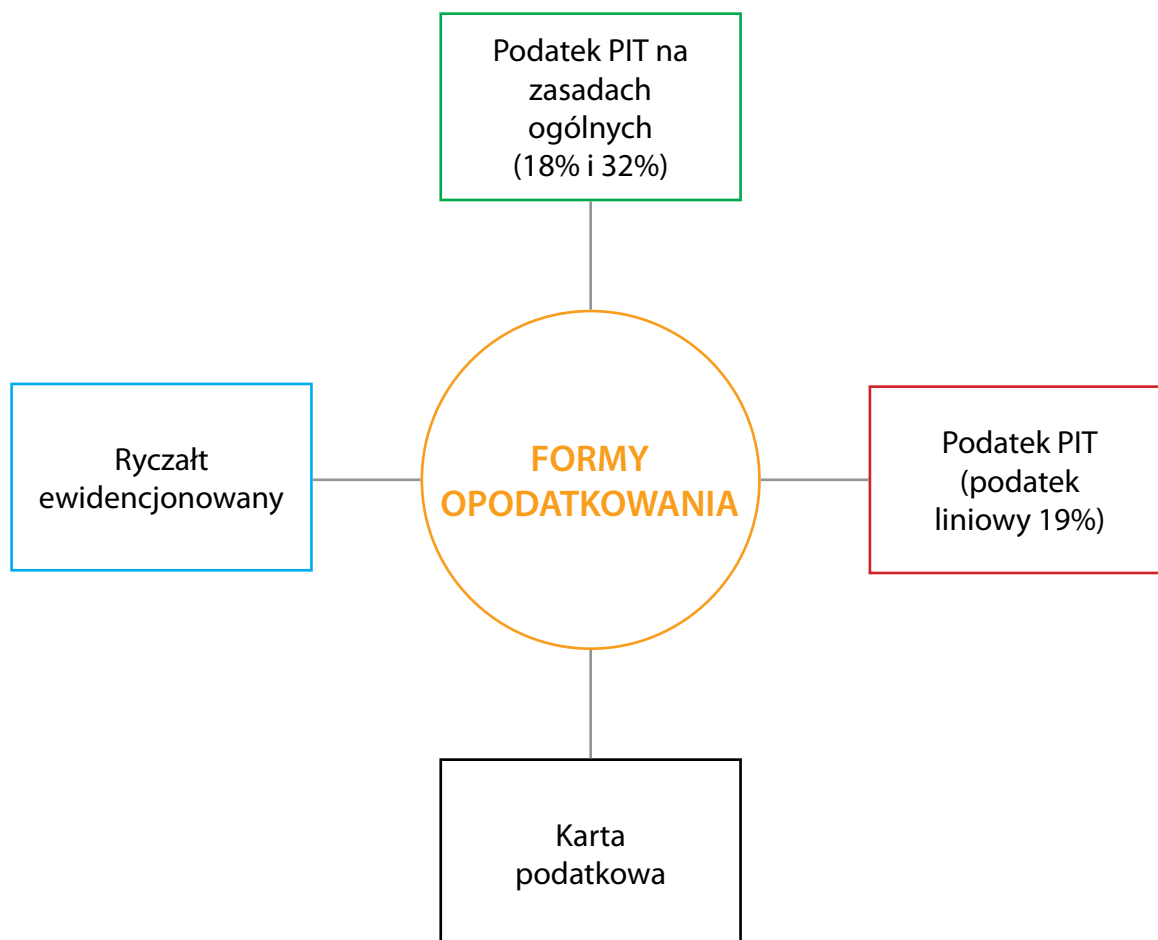 Podatek PIT na
zasadach
ogólnych
(18% i 32%)
Ryczałt
ewidencjonowany
FORMY
OPODATKOWANIA
Podatek PIT
(podatek
liniowy 19%)
Karta
podatkowa